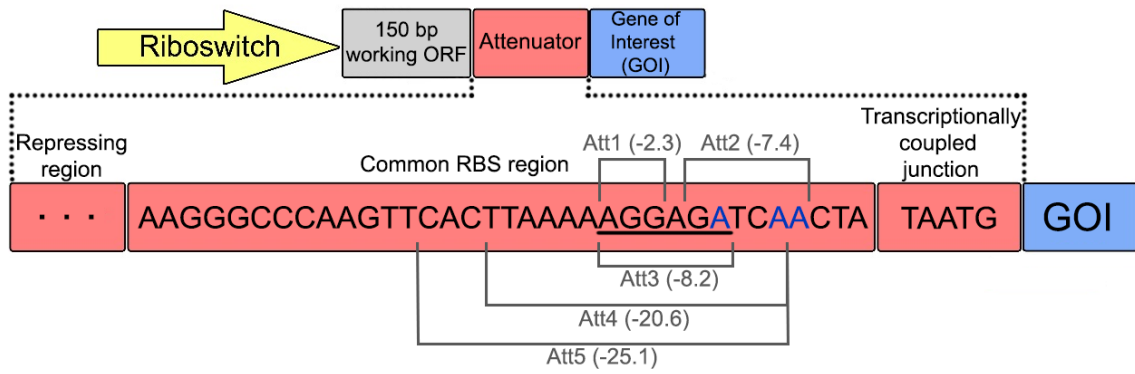 Riboswitch
150 bp
working ORF
Attenuator
Gene of
Interest
(GOI)
Repressing
region
Common RBS region
Att1 (-2.3)
Att2 (-7.4)
Transcriptionally
coupled
junction
. . .
AAGGGCCCAAGTTCACTTAAAAAGGAGATCAACTA
TAATG
GOI
Att3 (-8.2)
Att4 (-20.6)
Att5 (-25.1)